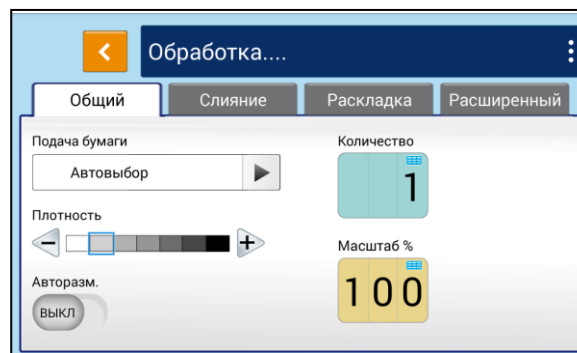 Обработка....
Общий
Слияние
Раскладка
Расширенный
Подача бумаги
Автовыбор
Плотность
Авторазм.
ВЫКЛ
Количество
1
Масштаб %
100